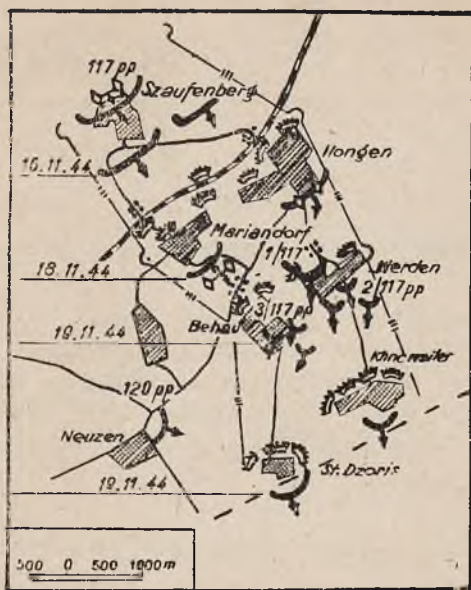 117 pp
Szaufenberg
16.11.44
Hongen
Mariandorf
1/117
18.11.44
Werden
2/117 pp
3/117 pp
19.11.44
Behau
120 pp
Neuzen
St. Dzoris
19.11.44
500 0 500 1000 m